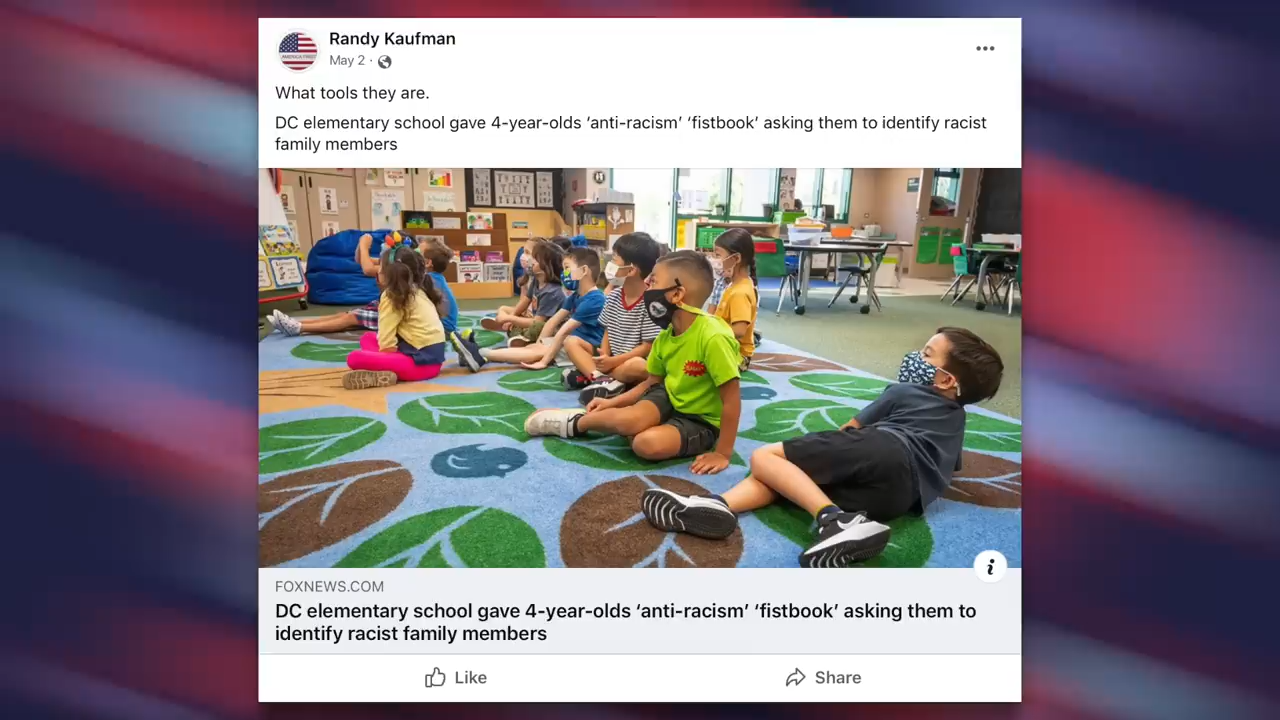 Randy Kaufman
May 2 ·
What tools they are.
DC elementary school gave 4-year-olds ‘anti-racism’ ‘fistbook’ asking them to identify racist
family members
FOXNEWS.COM
DC elementary school gave 4-year-olds ‘anti-racism’ ‘fistbook’ asking them to
identify racist family members
Like
Share